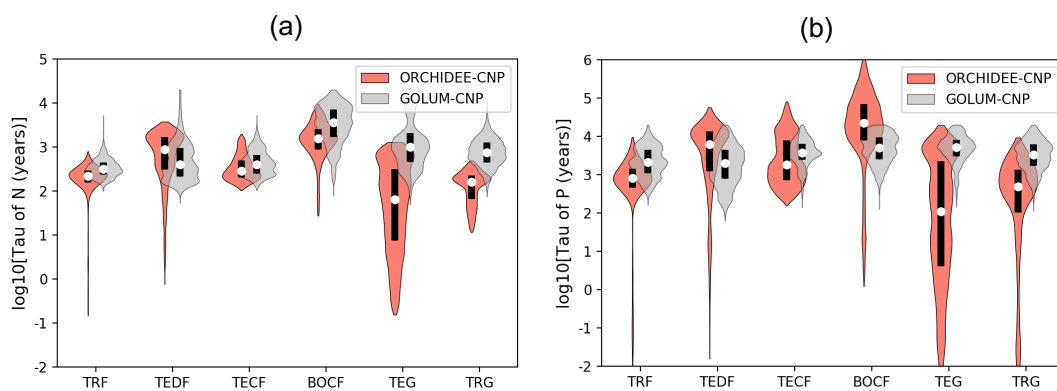 (a)
(b)
log10[Tau of N (years)]
5
4
3
2
1
0
-1
-2
ORCHIDEE-CNP
GOLUM-CNP
TRF TEDF TECF BOCF TEG TRG
log10[Tau of P (years)]
6
5
4
3
2
1
0
-1
-2
ORCHIDEE-CNP
GOLUM-CNP
TRF TEDF TECF BOCF TEG TRG